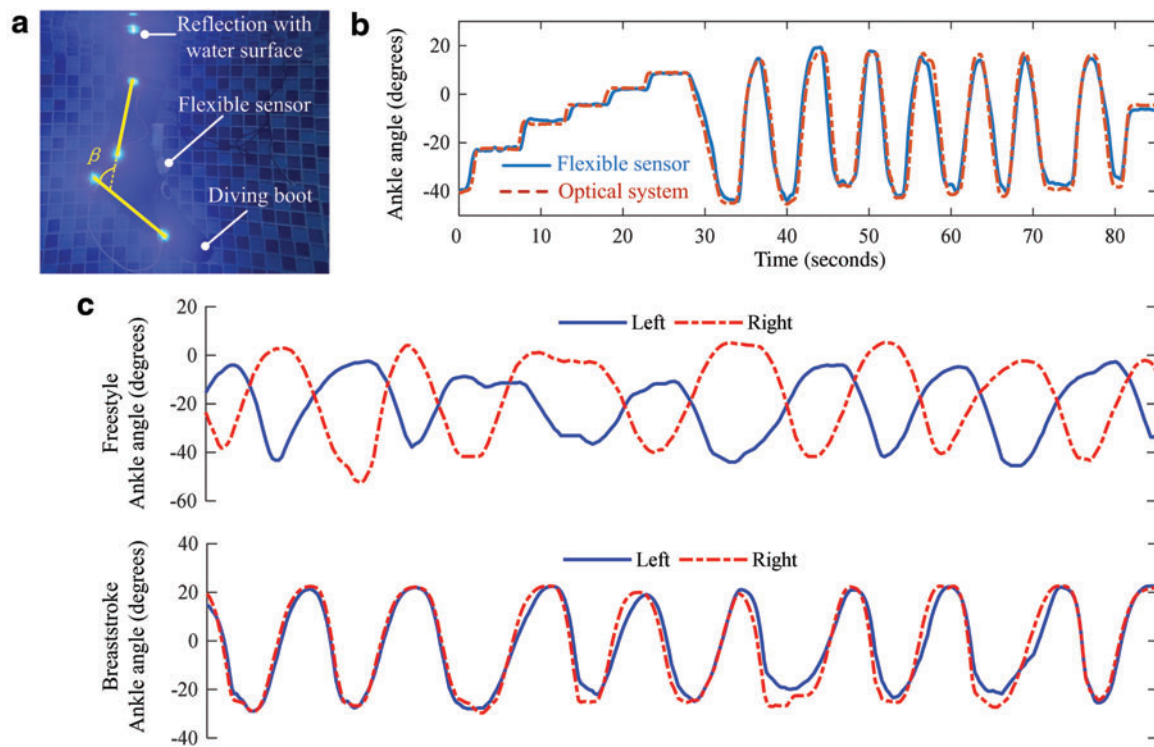 a
Reflection with
water surface
Flexible sensor
β
Diving boot
b
Ankle angle (degrees)
20
0
-20
-40
Flexible sensor
Optical system
0 10 20 30 40 50 60 70 80
Time (seconds)
c
Freestyle
Ankle angle (degrees)
20
0
-20
-40
-60
Left Right
Breaststroke
Ankle angle (degrees)
40
20
0
-20
-40
Left Right